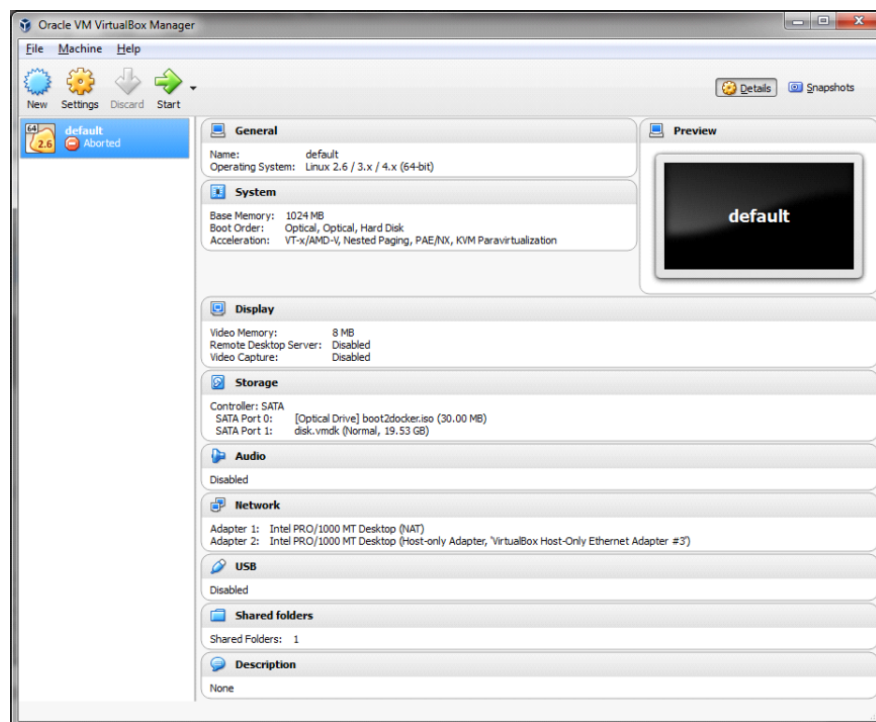 Oracle VM VirtualBox Manager
File Machine Help
New Settings Discard Start
Details Snapshots
64
2.6
default
Aborted
General
Name: default
Operating System: Linux 2.6 / 3.x / 4.x (64-bit)
Preview
default
System
Base Memory: 1024 MB
Boot Order: Optical, Optical, Hard Disk
Acceleration: VT-x/AMD-V, Nested Paging, PAE/NX, KVM Paravirtualization
Display
Video Memory: 8 MB
Remote Desktop Server: Disabled
Video Capture: Disabled
Storage
Controller: SATA
SATA Port 0: [Optical Drive] boot2docker.iso (30.00 MB)
SATA Port 1: disk.vmdk (Normal, 19.53 GB)
Audio
Disabled
Network
Adapter 1: Intel PRO/1000 MT Desktop (NAT)
Adapter 2: Intel PRO/1000 MT Desktop (Host-only Adapter, 'VirtualBox Host-Only Ethernet Adapter #3')
USB
Disabled
Shared folders
Shared Folders: 1
Description
None